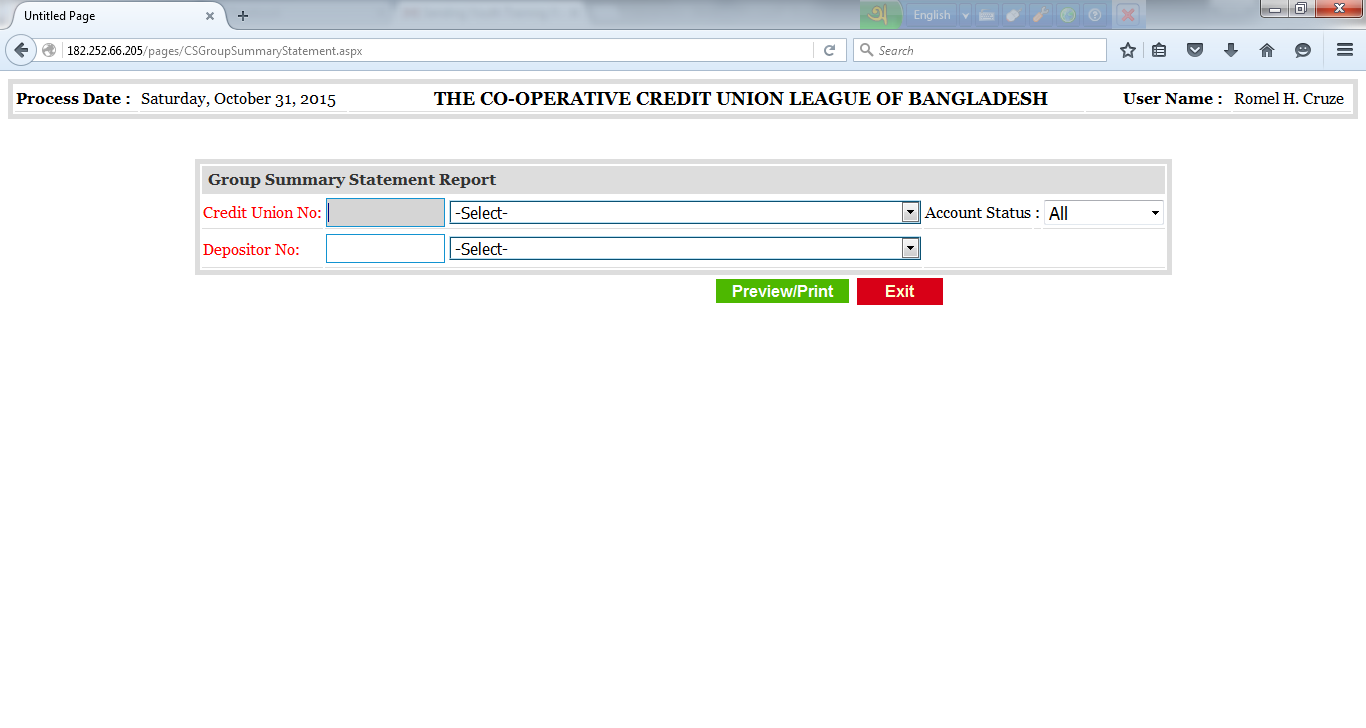 Untitled Page
অ English
182.252.66.205/pages/CSGroupSummaryStatement.aspx
Search
Process Date : Saturday, October 31, 2015 THE CO-OPERATIVE CREDIT UNION LEAGUE OF BANGLADESH User Name : Romel H. Cruze
Group Summary Statement Report
Credit Union No: -Select- Account Status : All
Depositor No: -Select-
Preview/Print Exit